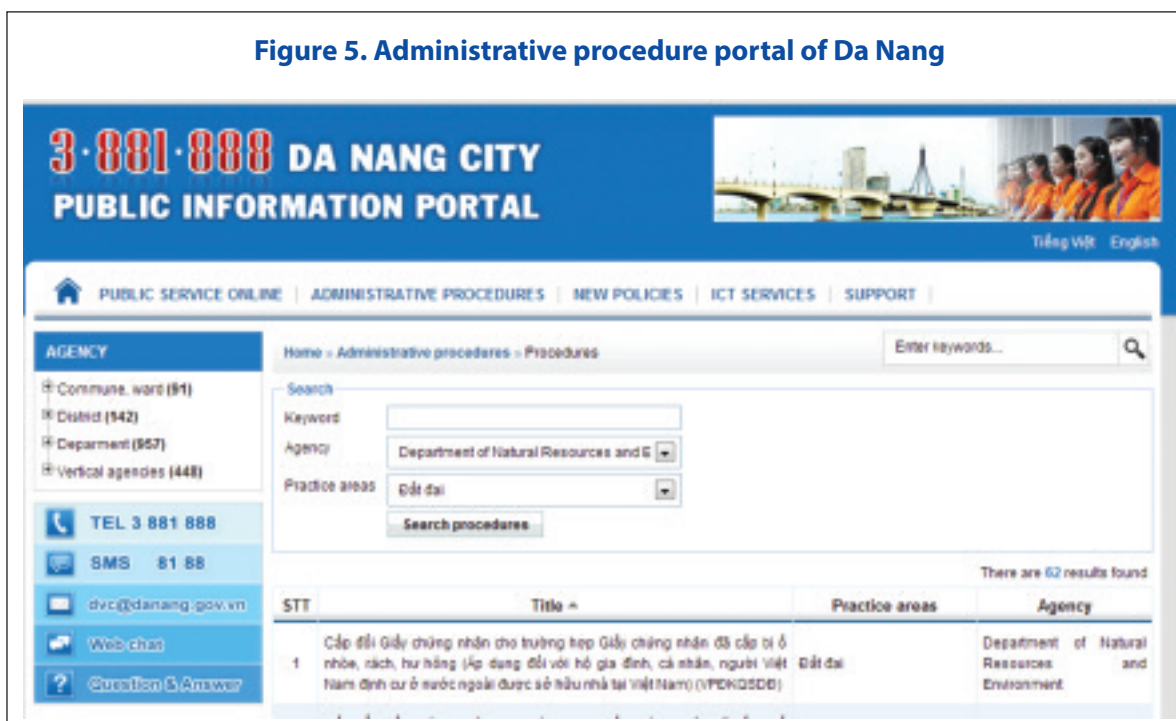 Figure 5. Administrative procedure portal of Da Nang
3·881·888 DA NANG CITY
PUBLIC INFORMATION PORTAL
Tiếng Việt English
PUBLIC SERVICE ONLINE | ADMINISTRATIVE PROCEDURES | NEW POLICIES | ICT SERVICES | SUPPORT |
AGENCY
Commune, ward (91)
District (142)
Deparment (957)
Vertical agencies (448)
TEL 3 881 888
SMS 81 88
dvc@danang.gov.vn
Web chat
Question & Answer
Home » Administrative procedures » Procedures
Enter keywords...
Search
Keyword
Agency Department of Natural Resources and E
Practice areas Đất đai
Search procedures
There are 62 results found
STT Title Practice areas Agency
1
Cấp đổi Giấy chứng nhận cho trường hợp Giấy chứng nhận đã cấp bị ố
nhòe, rách, hư hỏng (Áp dụng đối với hộ gia đình, cá nhân, người Việt
Nam định cư ở nước ngoài được sở hữu nhà tại Việt Nam) (VPĐKQSDĐ)
Đất đai
Department of Natural
Resources and
Environment